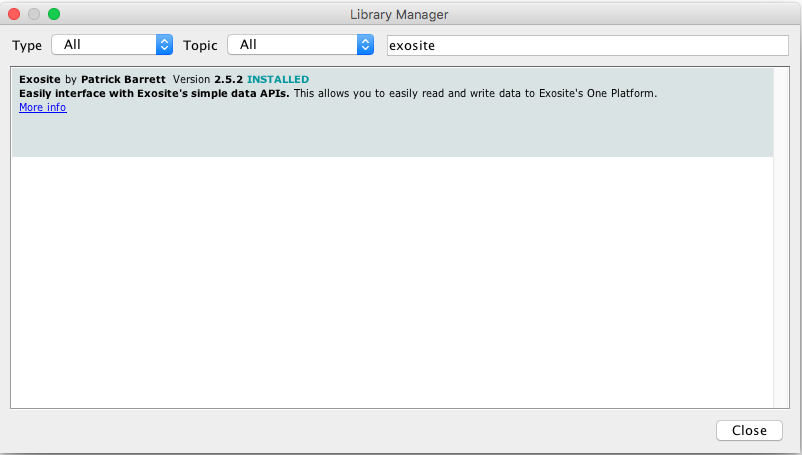 Library Manager
Type All Topic All exosite
Exosite by Patrick Barrett Version 2.5.2 INSTALLED
Easily interface with Exosite's simple data APIs. This allows you to easily read and write data to Exosite's One Platform.
More info
Close